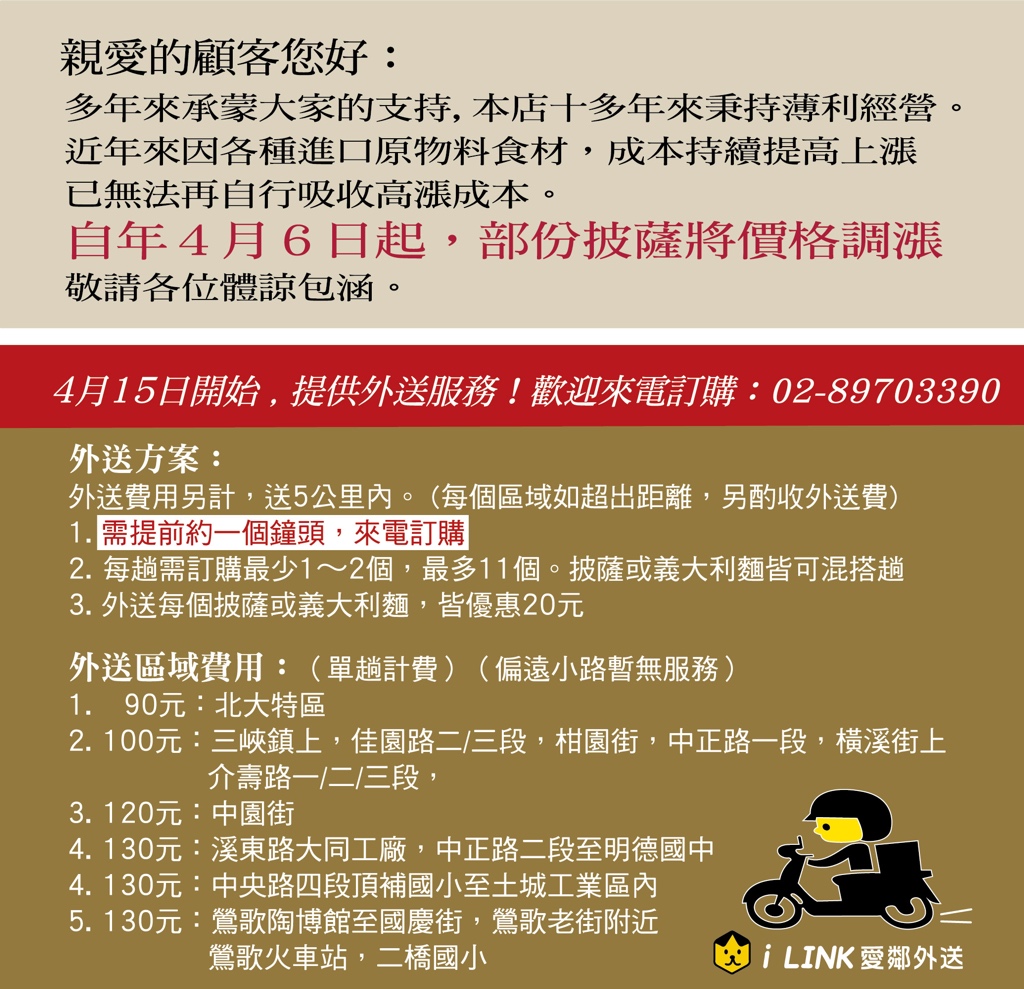 親愛的顧客您好：
多年來承蒙大家的支持, 本店十多年來秉持薄利經營。
近年來因各種進口原物料食材，成本持續提高上漲
已無法再自行吸收高漲成本。
自年4月6日起，部份披薩將價格調漲
敬請各位體諒包涵。
4月15日開始，提供外送服務！歡迎來電訂購：02-89703390
外送方案：
外送費用另計，送5公里內。(每個區域如超出距離，另酌收外送費)
1. 需提前約一個鐘頭，來電訂購
2. 每趟需訂購最少1～2個，最多11個。披薩或義大利麵皆可混搭趟
3. 外送每個披薩或義大利麵，皆優惠20元
外送區域費用：（單趟計費）（偏遠小路暫無服務）
1. 90元：北大特區
2. 100元：三峽鎮上，佳園路二/三段，柑園街，中正路一段，橫溪街上
介壽路一/二/三段，
3. 120元：中園街
4. 130元：溪東路大同工廠，中正路二段至明德國中
4. 130元：中央路四段頂補國小至土城工業區內
5. 130元：鶯歌陶博館至國慶街，鶯歌老街附近
鶯歌火車站，二橋國小
i LINK 愛鄰外送